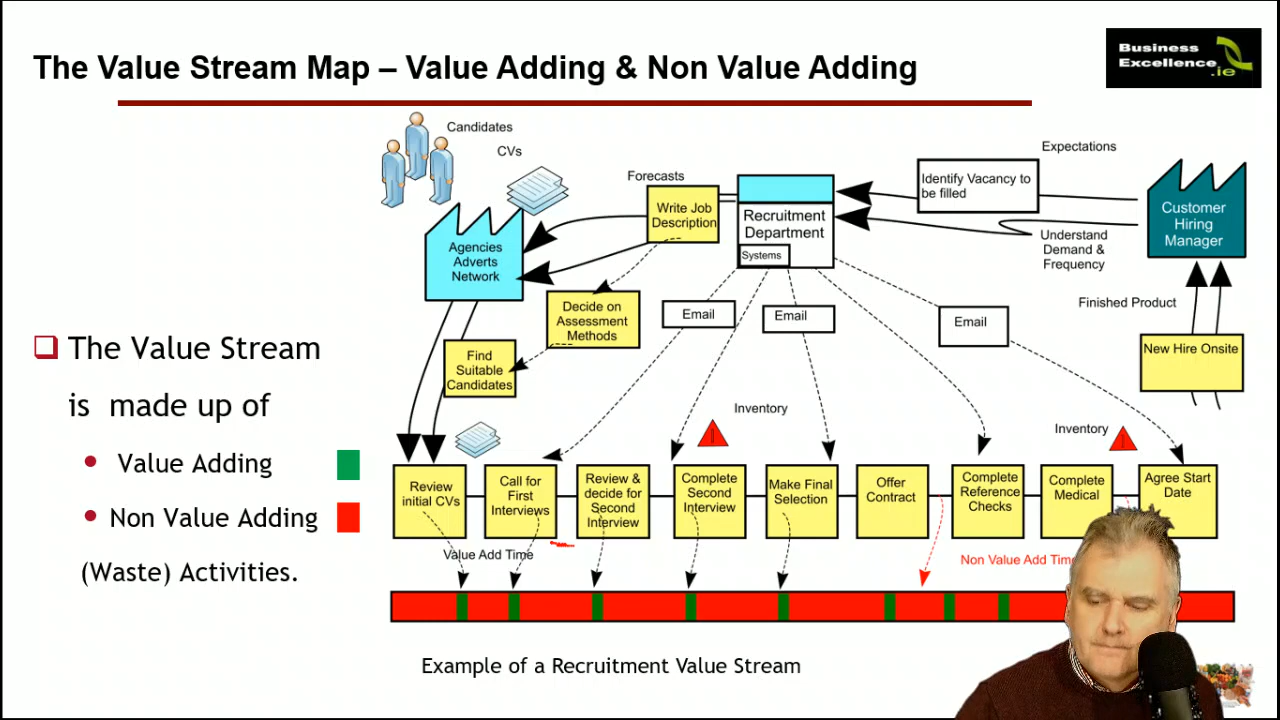 The Value Stream Map – Value Adding & Non Value Adding
Business
Excellence
.ie
Candidates
CVs
Forecasts
Expectations
Write Job
Description
Recruitment
Department
Systems
Identify Vacancy to
be filled
Understand
Demand &
Frequency
Customer
Hiring
Manager
Agencies
Adverts
Network
Decide on
Assessment
Methods
Find
Suitable
Candidates
Email
Email
Email
Finished Product
New Hire Onsite
Inventory
Inventory
❑ The Value Stream
is made up of
• Value Adding
• Non Value Adding
(Waste) Activities.
Review
initial CVs
Call for
First
Interviews
Review &
decide for
Second
Interview
Complete
Second
Interview
Make Final
Selection
Offer
Contract
Complete
Reference
Checks
Complete
Medical
Agree Start
Date
Value Add Time
Non Value Add Time
Example of a Recruitment Value Stream